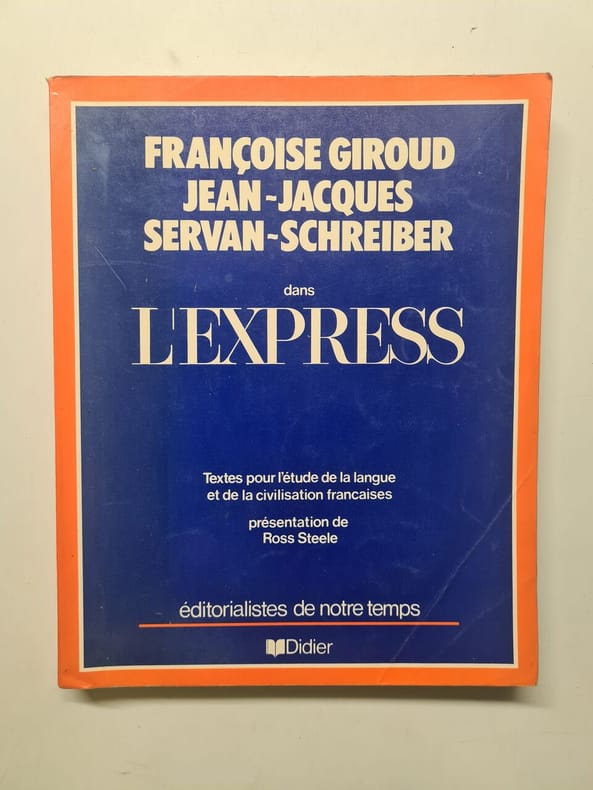 FRANÇOISE GIROUD
JEAN-JACQUES
SERVAN-SCHREIBER
dans
L'EXPRESS
Textes pour l'étude de la langue
et de la civilisation francaises
présentation de
Ross Steele
éditorialistes de notre temps
Didier